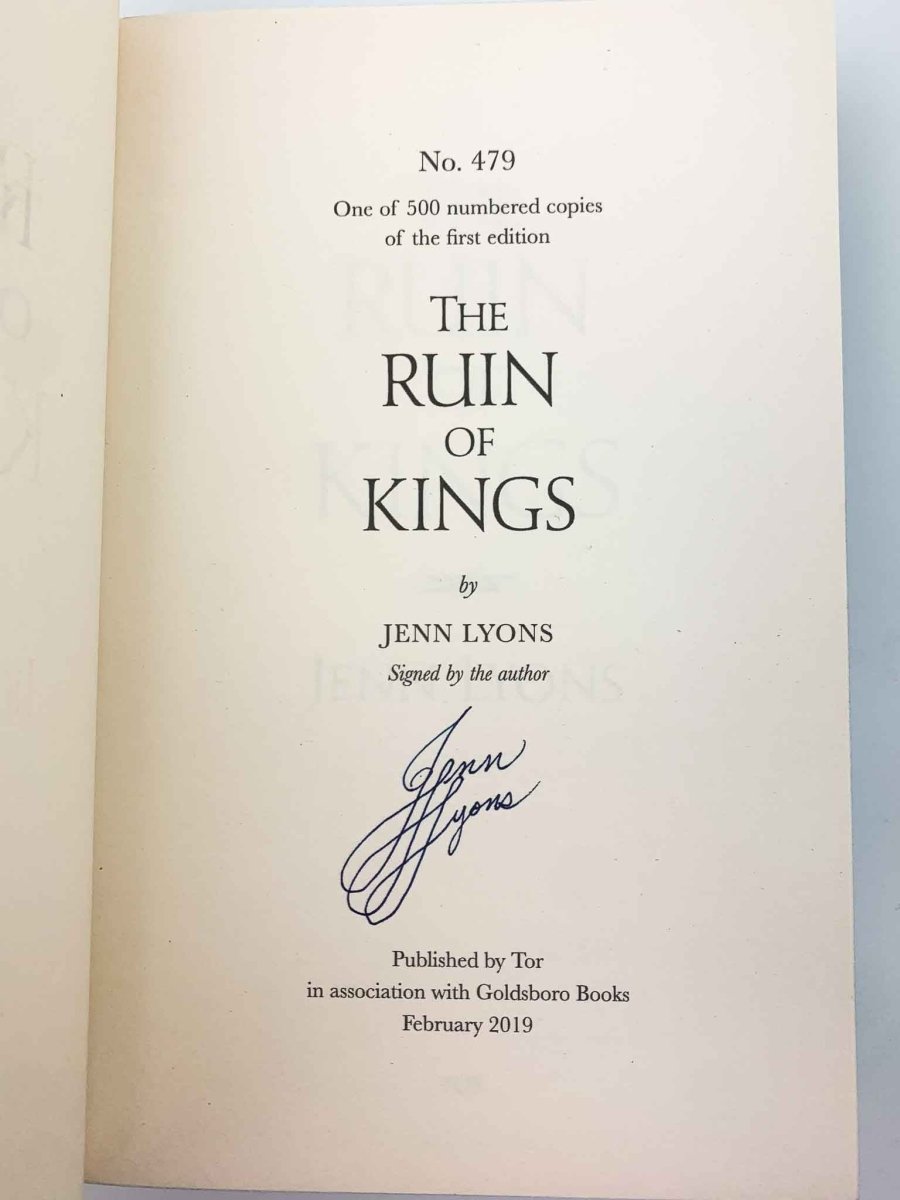 No. 479
One of 500 numbered copies
of the first edition
THE
RUIN
OF
KINGS
by
JENN LYONS
Signed by the author
Jenn
Lyons
Published by Tor
in association with Goldsboro Books
February 2019